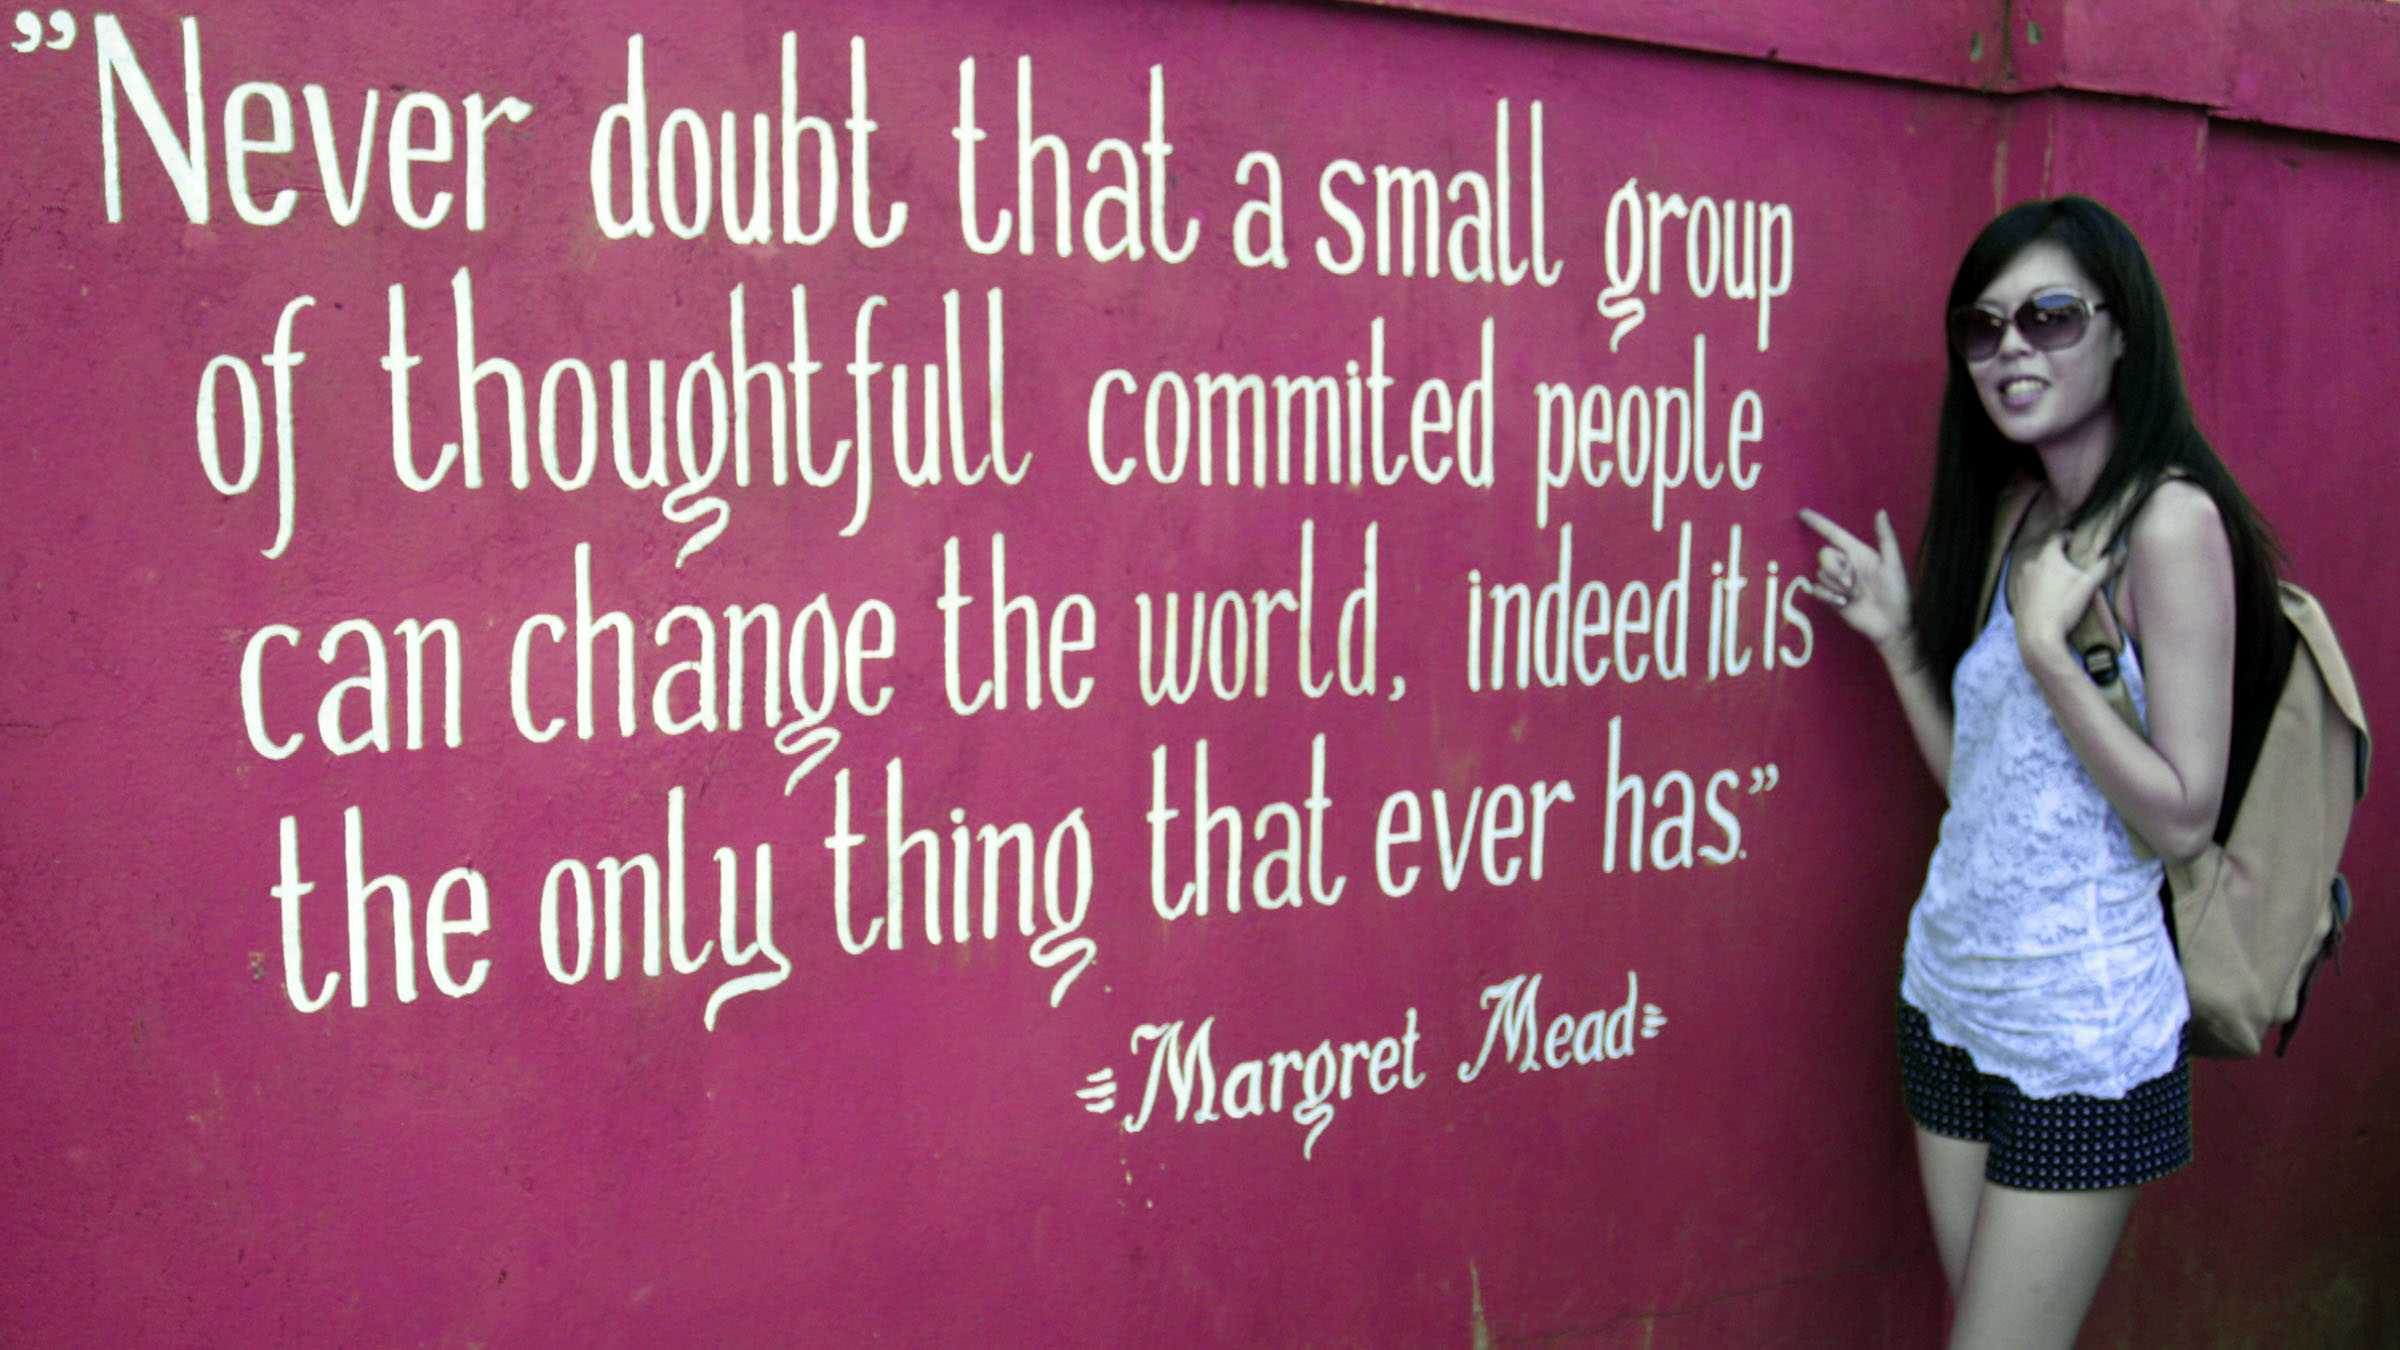 ”Never doubt that a small group
of thoughtfull commited people
can change the world, indeed it is
the only thing that ever has.”
Margret Mead